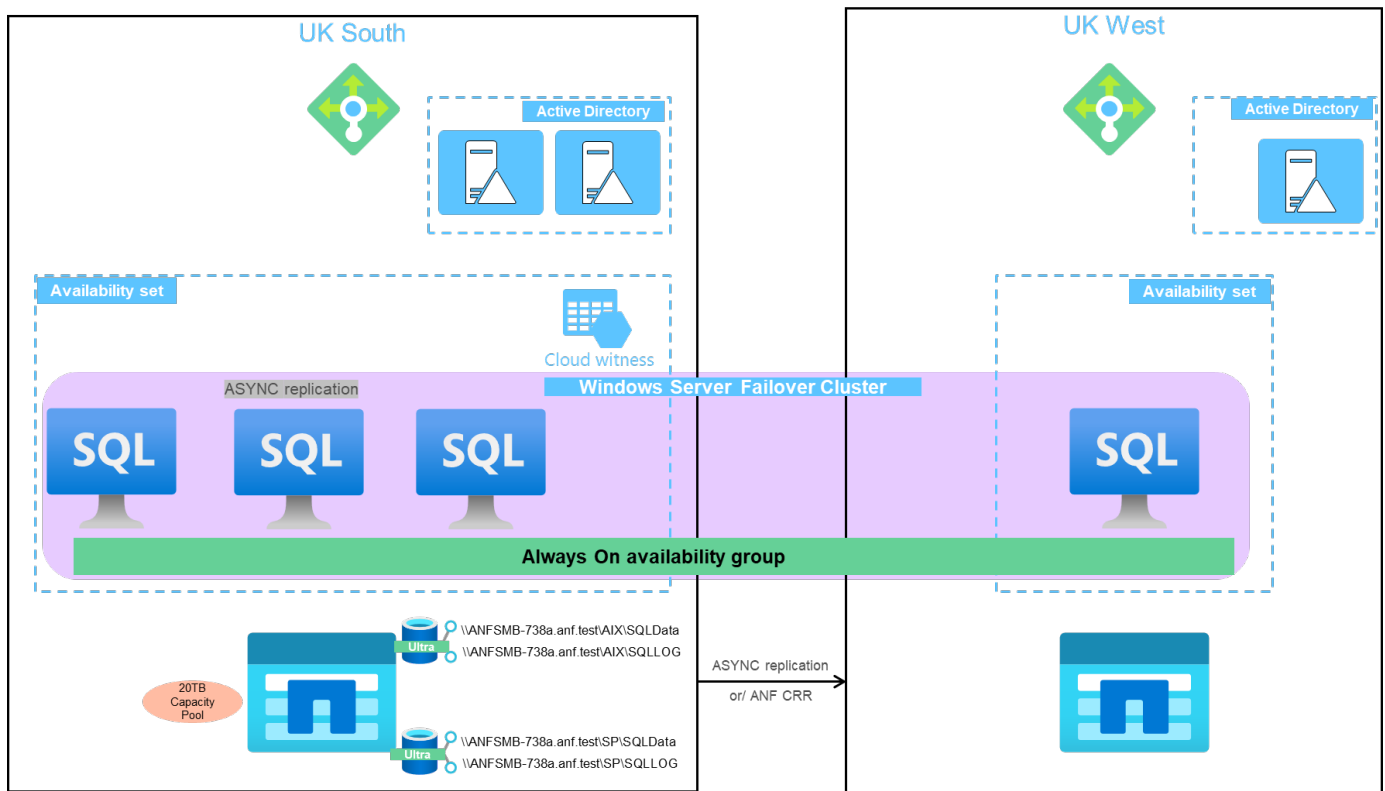 UK South
UK West
Active Directory
Active Directory
Availability set
Availability set
Cloud witness
ASYNC replication
Windows Server Failover Cluster
SQL
SQL
SQL
SQL
Always On availability group
Ultra
\\ANFSMB-738a.anf.test\AIX\SQLData
\\ANFSMB-738a.anf.test\AIX\SQLLOG
ASYNC replication
or/ ANF CRR
20TB
Capacity
Pool
Ultra
\\ANFSMB-738a.anf.test\SP\SQLData
\\ANFSMB-738a.anf.test\SP\SQLLOG